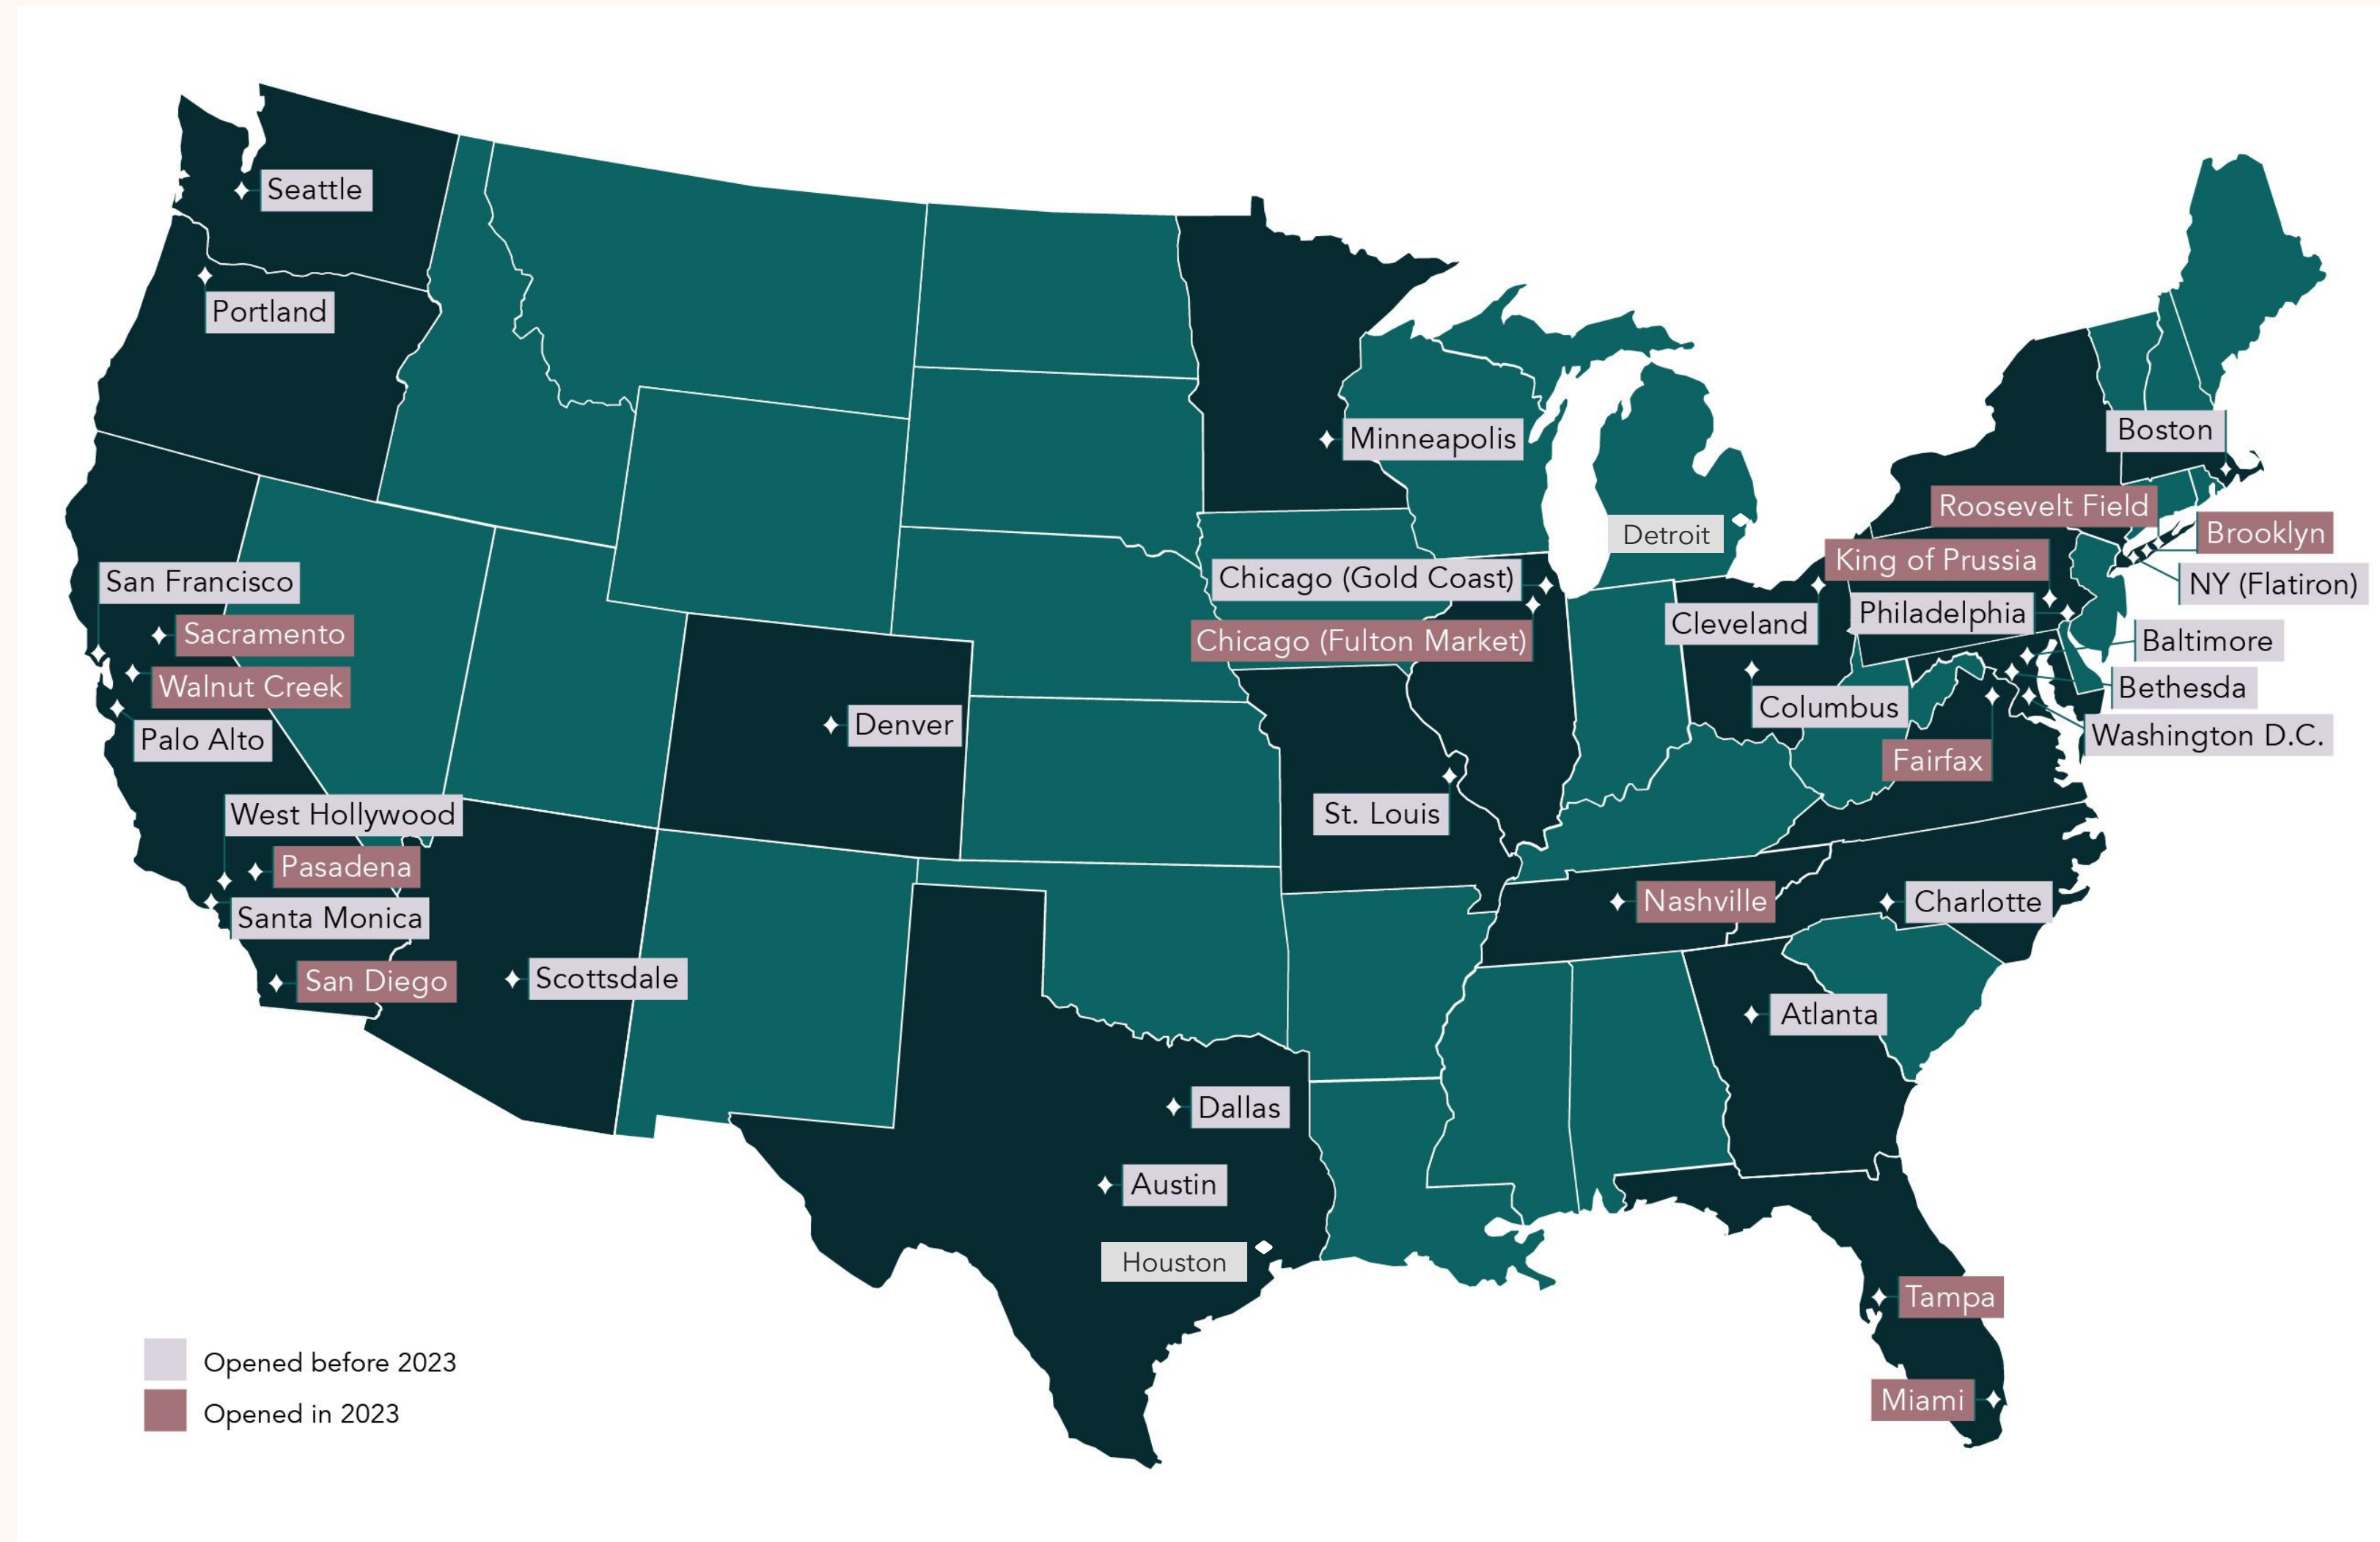 Seattle
Portland
Minneapolis
Boston
Roosevelt Field
Brooklyn
Detroit
King of Prussia
NY (Flatiron)
Chicago (Gold Coast)
San Francisco
Philadelphia
Cleveland
Sacramento
Chicago (Fulton Market)
Baltimore
Walnut Creek
Bethesda
Columbus
Denver
Palo Alto
Washington D.C.
Fairfax
West Hollywood
St. Louis
Pasadena
Nashville
Charlotte
Santa Monica
San Diego
Scottsdale
Atlanta
Dallas
Austin
Houston
Tampa
Opened before 2023
Miami
Opened in 2023